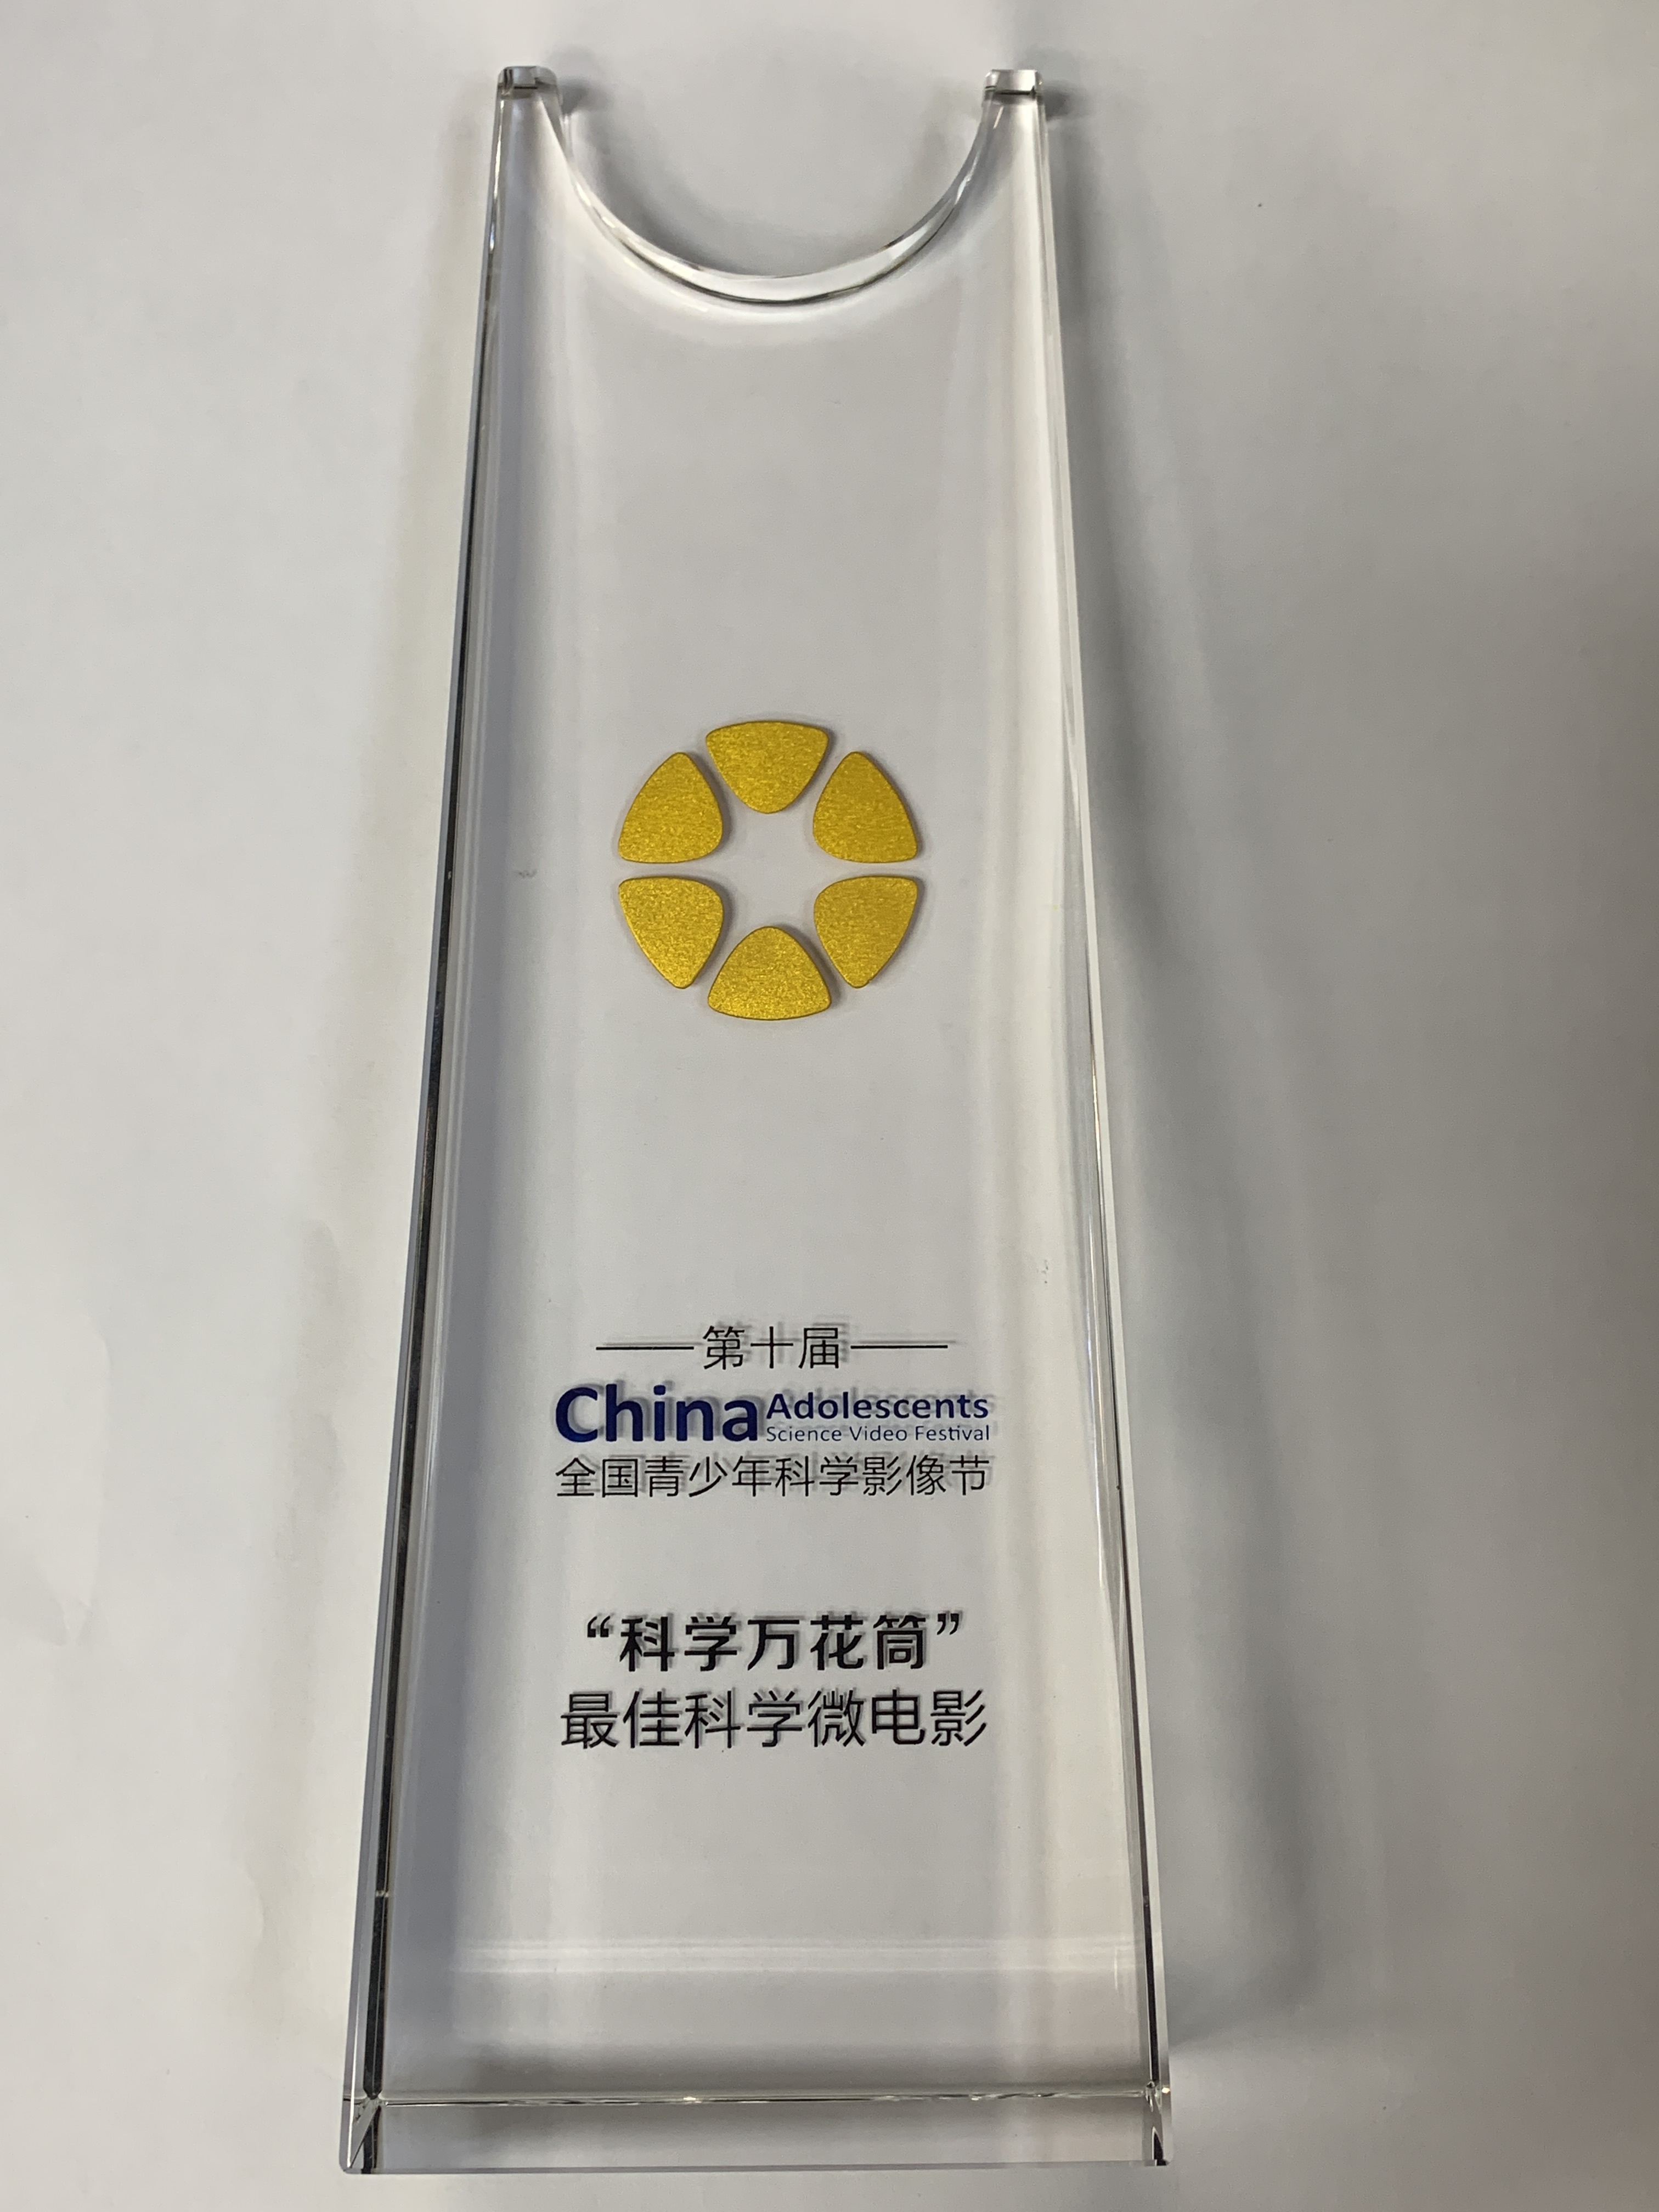 第十届
China Adolescents
Science Video Festival
全国青少年科学影像节
“科学万花筒”
最佳科学微电影